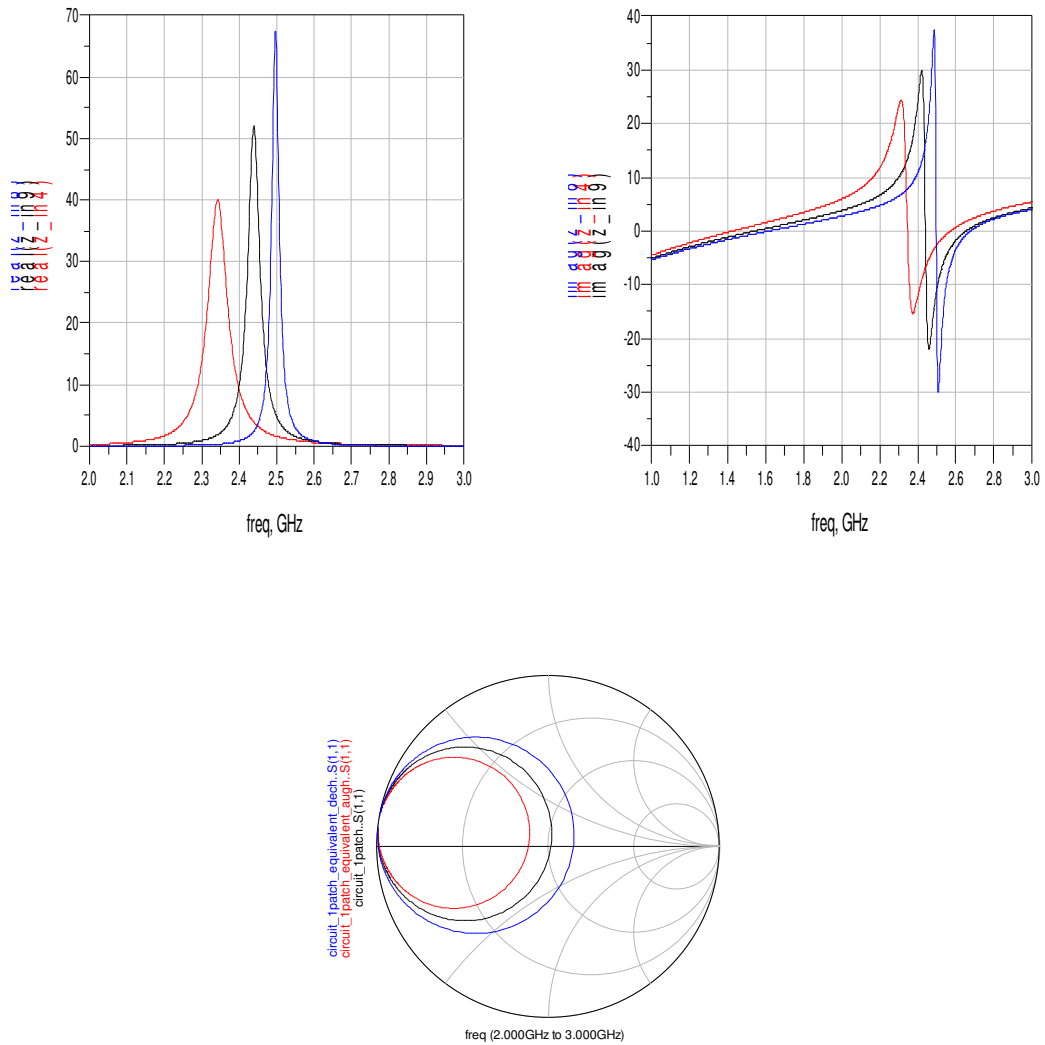 70
60
50
40
30
20
10
0
2.0 2.1 2.2 2.3 2.4 2.5 2.6 2.7 2.8 2.9 3.0
freq, GHz
40
30
20
10
0
-10
-20
-30
-40
1.0 1.2 1.4 1.6 1.8 2.0 2.2 2.4 2.6 2.8 3.0
freq, GHz
circuit_1patch_equivalent_dech..S(1,1)
circuit_1patch_equivalent_augh..S(1,1)
circuit_1patch..S(1,1)
freq (2.000GHz to 3.000GHz)